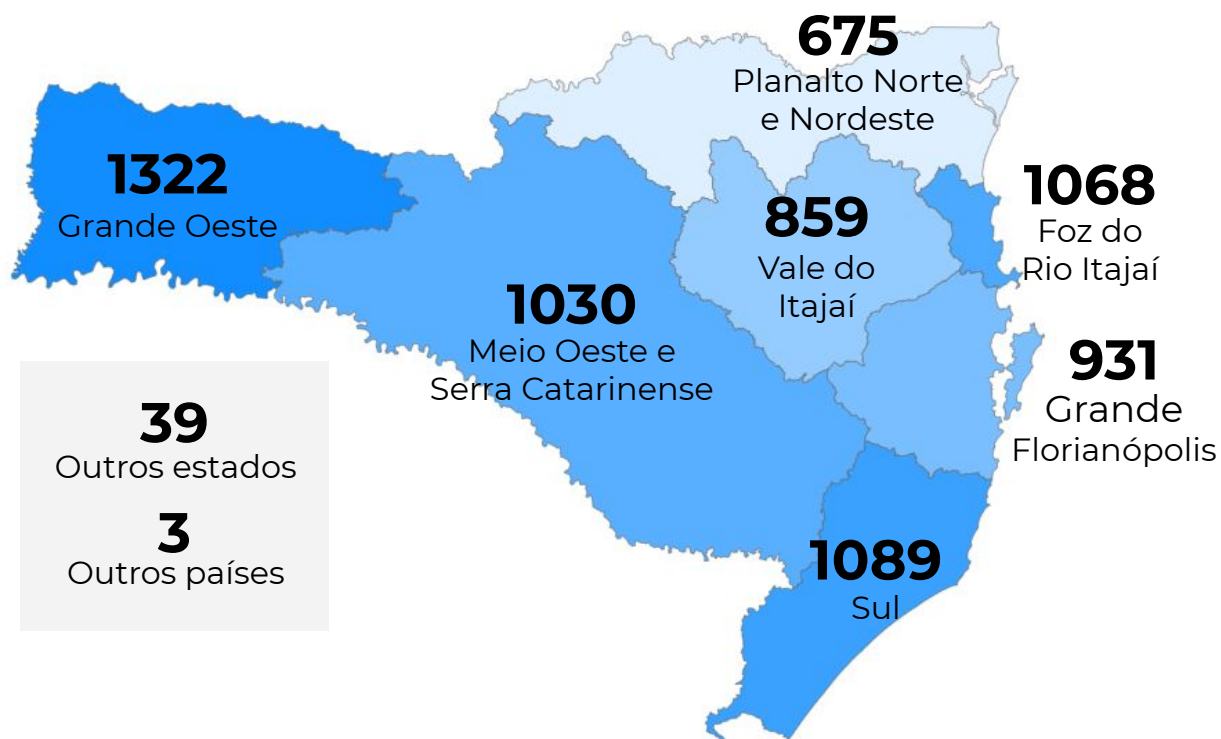 675
Planalto Norte
e Nordeste
1322
Grande Oeste
1068
Foz do
Rio Itajaí
859
Vale do
Itajaí
1030
Meio Oeste e
Serra Catarinense
931
Grande
Florianópolis
39
Outros estados
3
Outros países
1089
Sul